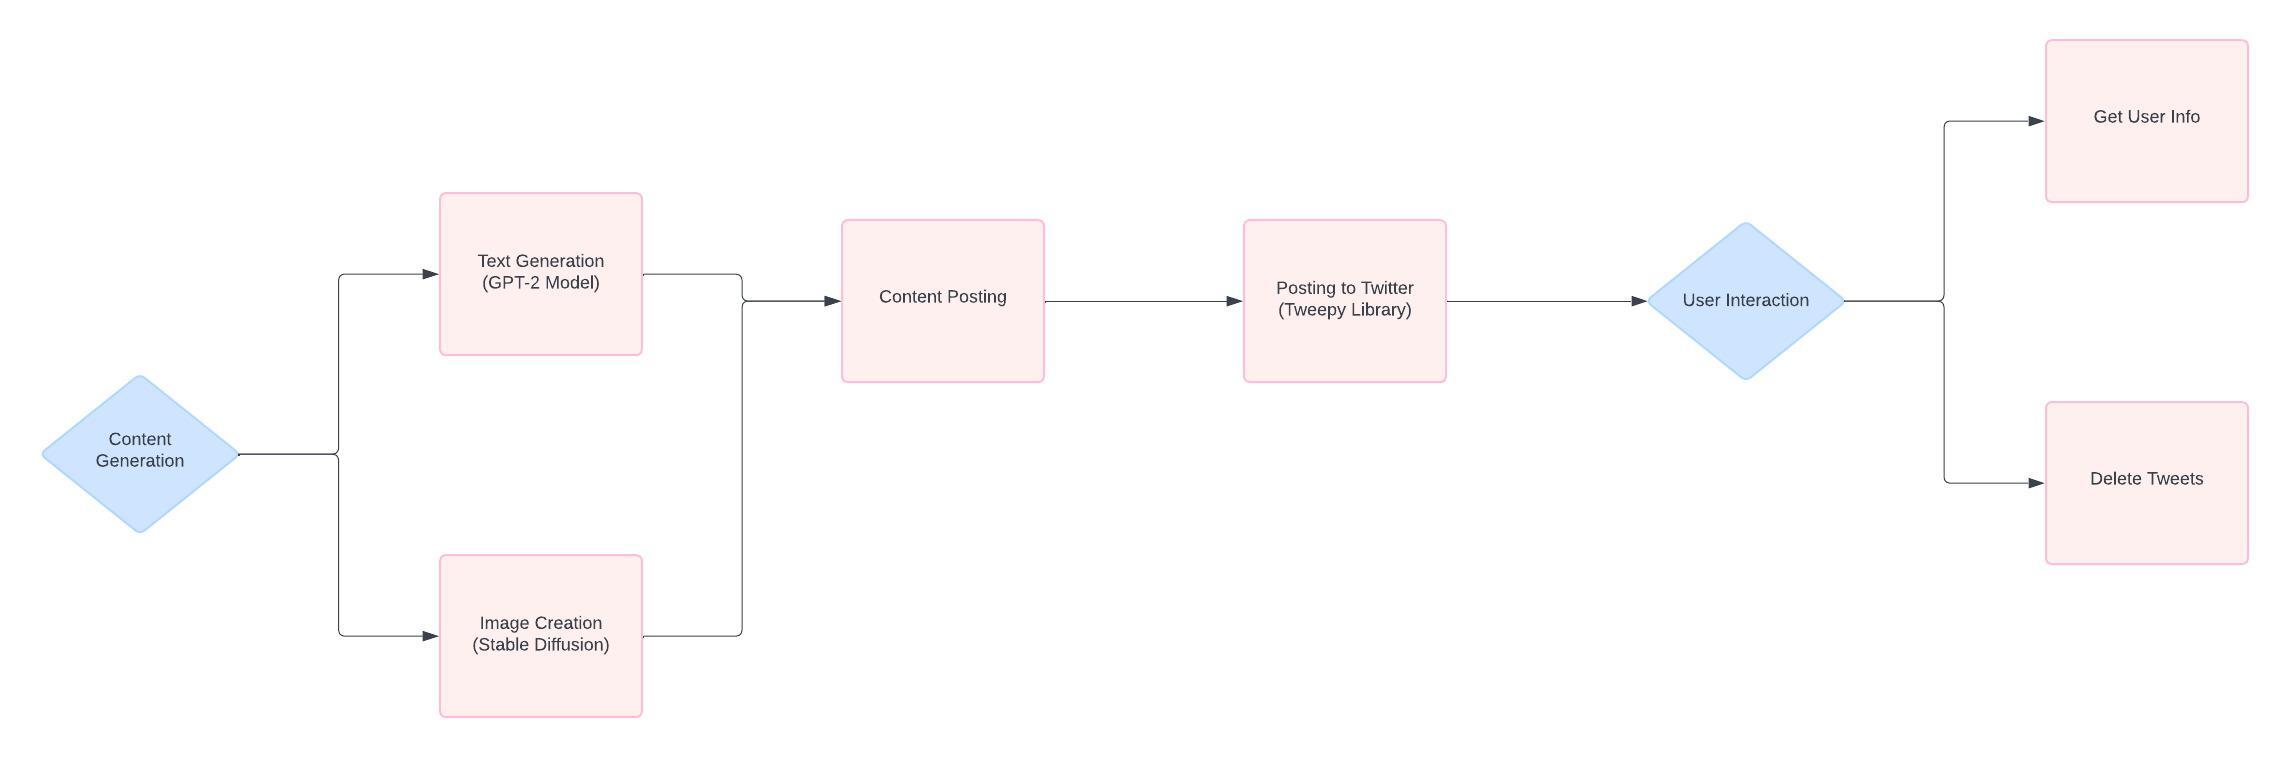 Content
Generation
Text Generation
(GPT-2 Model)
Image Creation
(Stable Diffusion)
Content Posting
Posting to Twitter
(Tweepy Library)
User Interaction
Get User Info
Delete Tweets